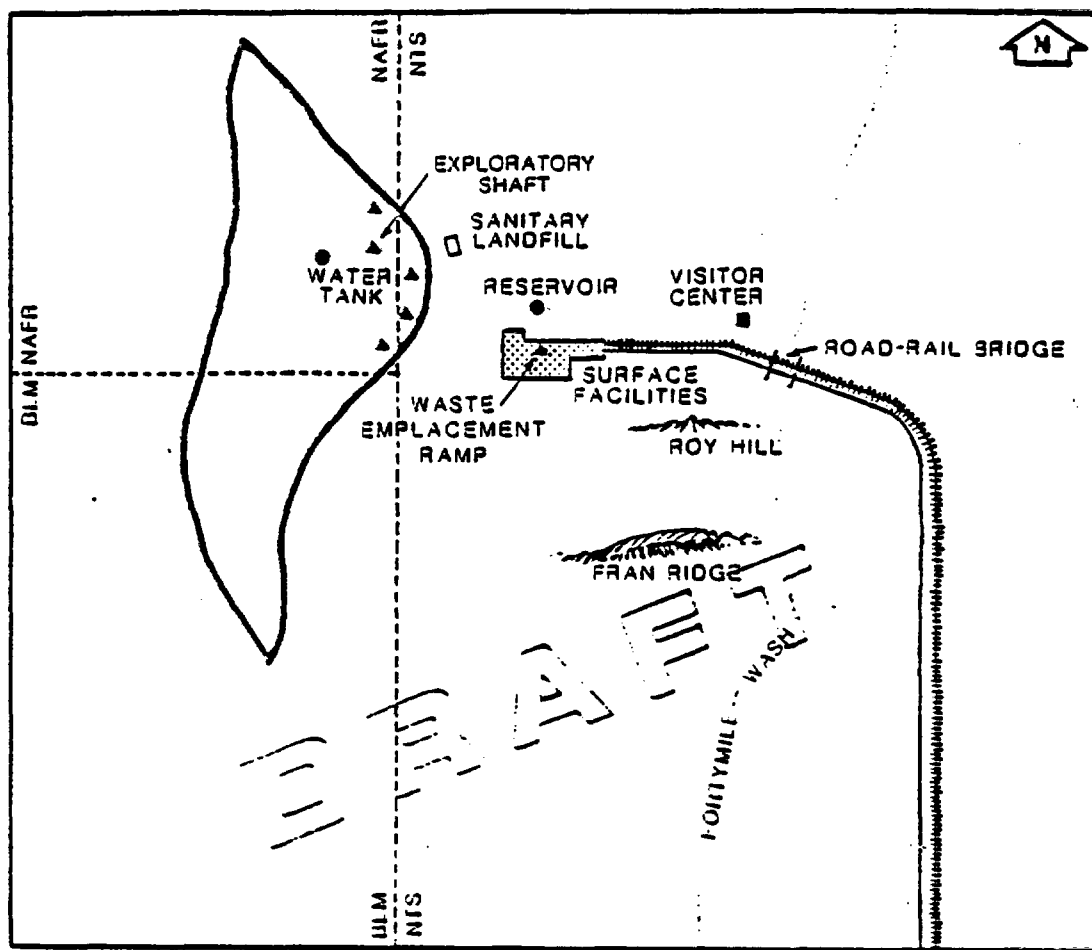 NAFR
NTS
N
EXPLORATORY
SHAFT
SANITARY
LANDFILL
WATER
TANK
RESERVOIR
VISITOR
CENTER
ROAD-RAIL BRIDGE
BLM
NAFR
SURFACE
FACILITIES
WASTE
EMPLACEMENT
RAMP
ROY HILL
FRAN RIDGE
DRAFT
FORTYMILE WASH
BLM
NTS